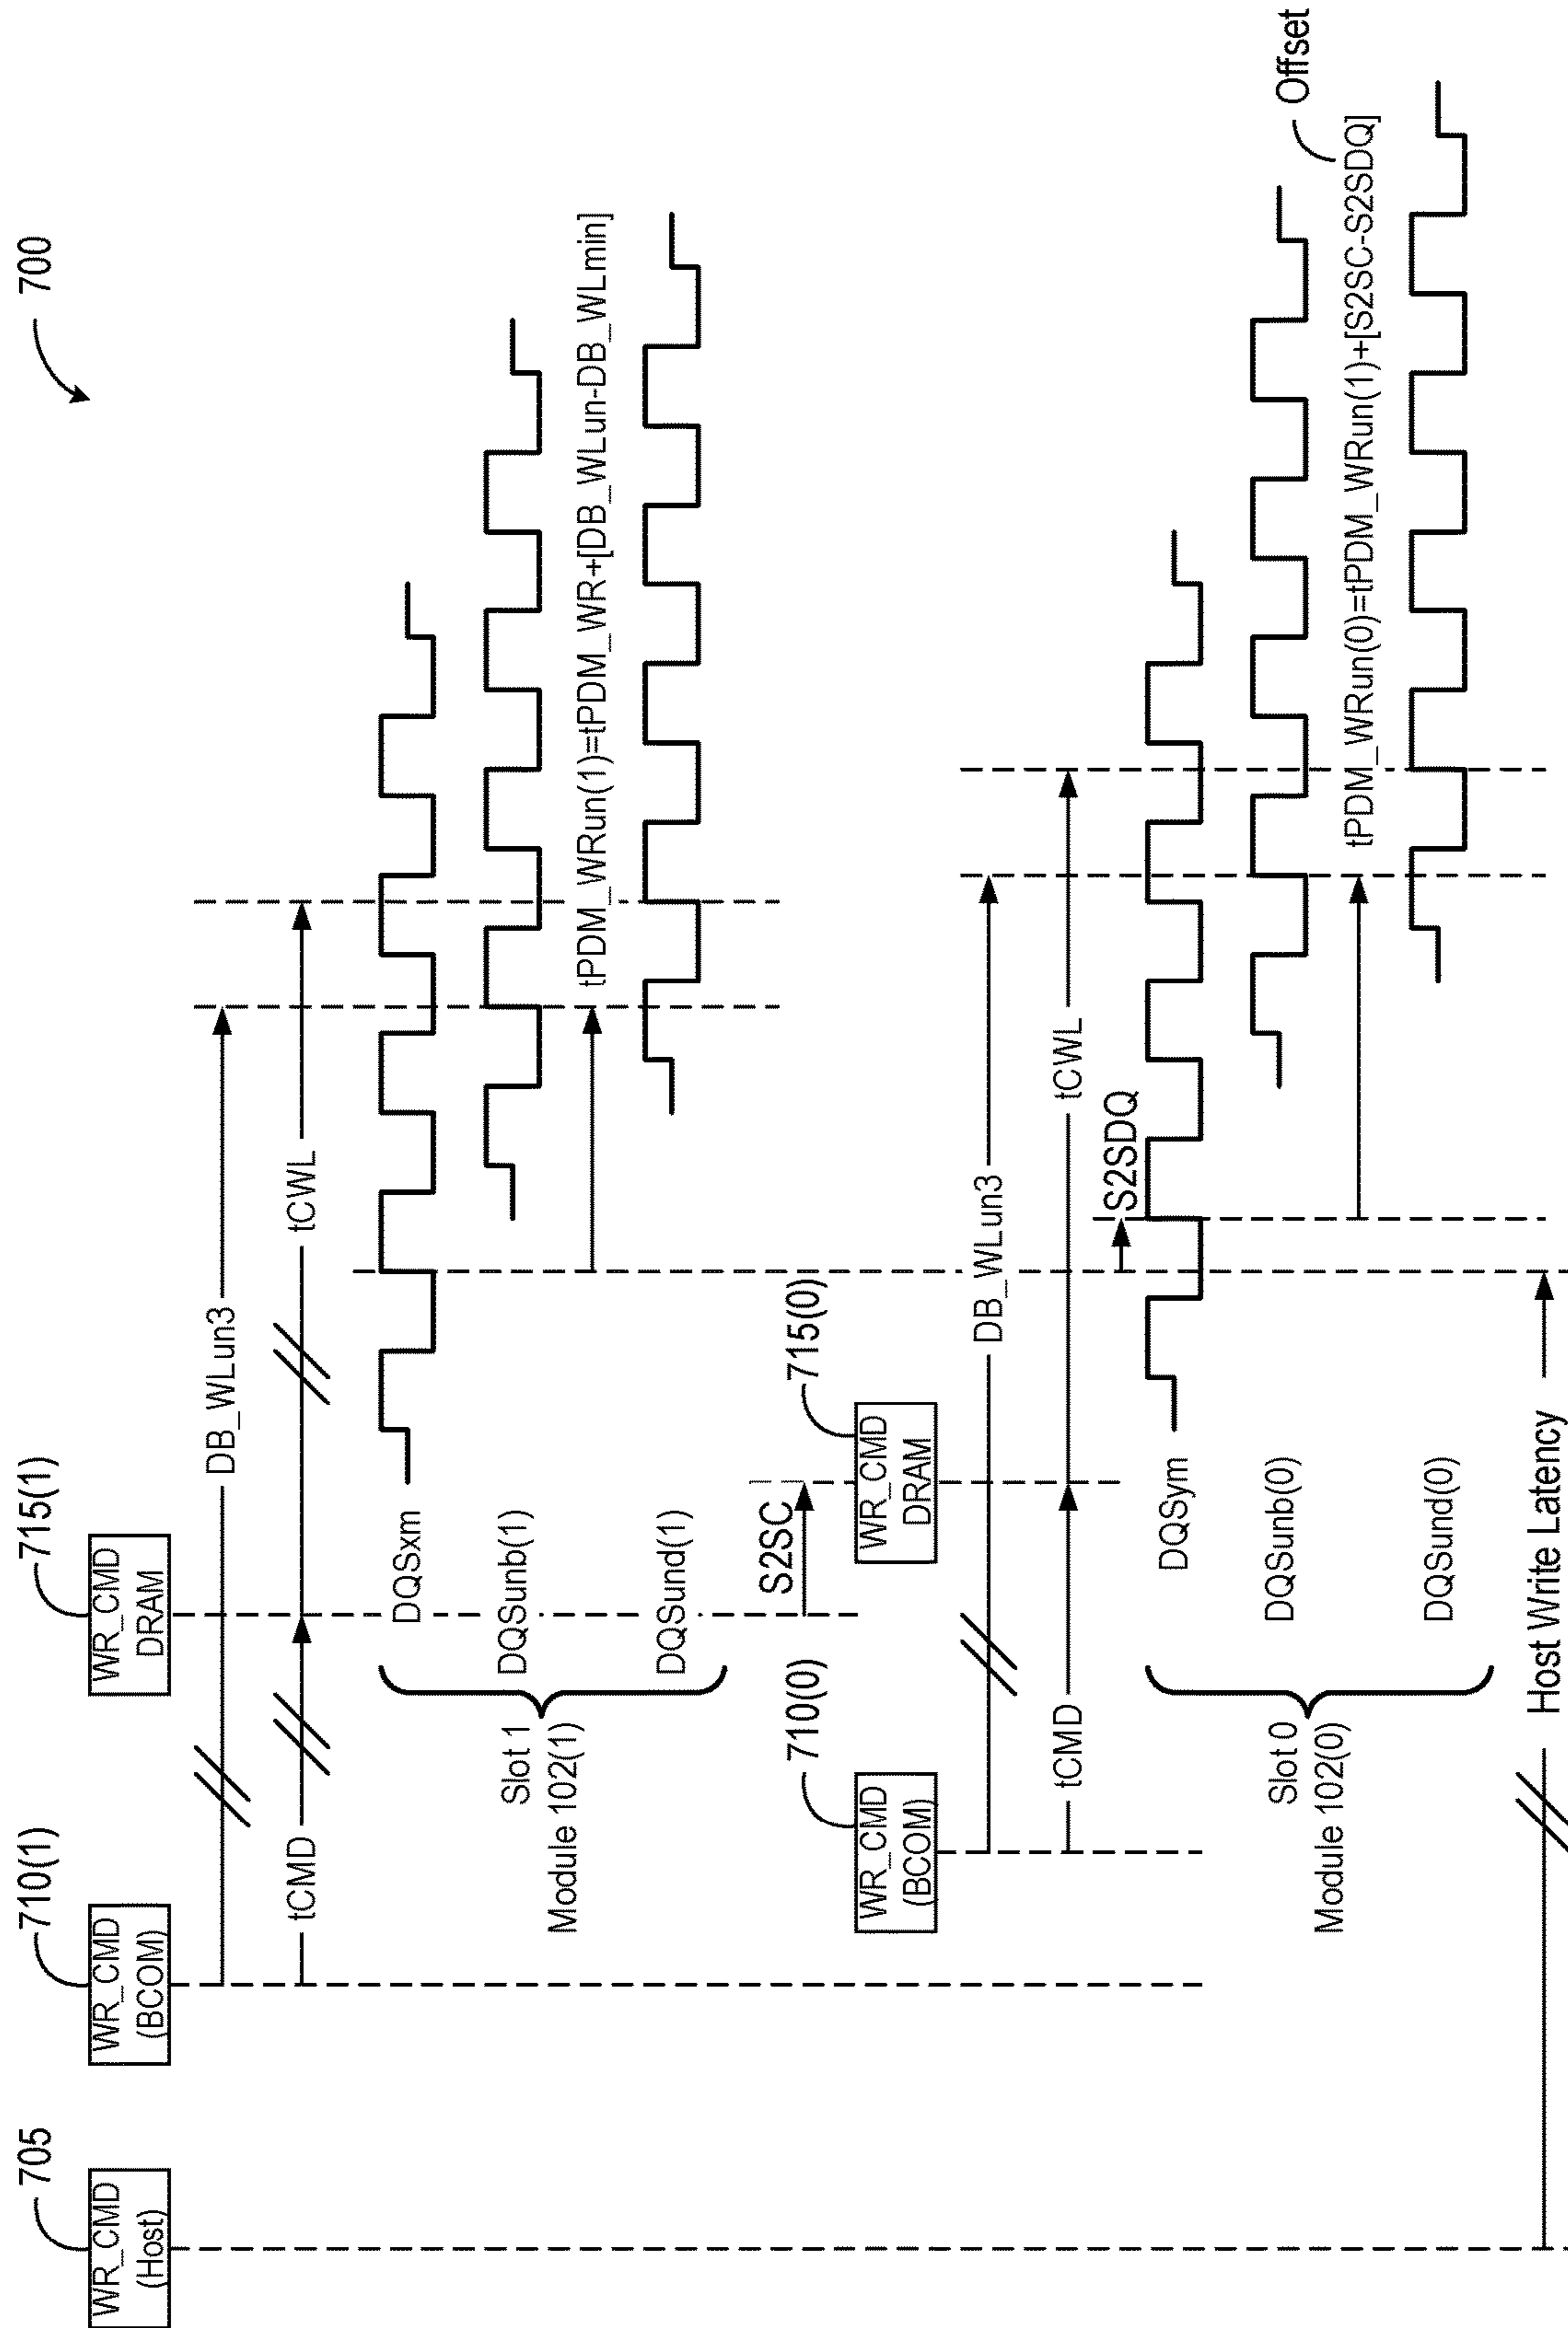 700
705
WR_CMD
(Host)
710(1)
WR_CMD
(BCOM)
715(1)
WR_CMD
DRAM
DB_WLun3
tCMD
tCWL
Slot 1
Module 102(1)
DQSxm
DQSunb(1)
tPDM_WRun(1)=tPDM_WR+[DB_WLun-DB_WLmin]
DQSund(1)
S2SC
710(0)
WR_CMD
(BCOM)
715(0)
WR_CMD
DRAM
DB_WLun3
tCMD
tCWL
S2SDQ
Slot 0
Module 102(0)
DQSym
DQSunb(0)
Offset
tPDM_WRun(0)=tPDM_WRun(1)+[S2SC-S2SDQ]
DQSund(0)
Host Write Latency